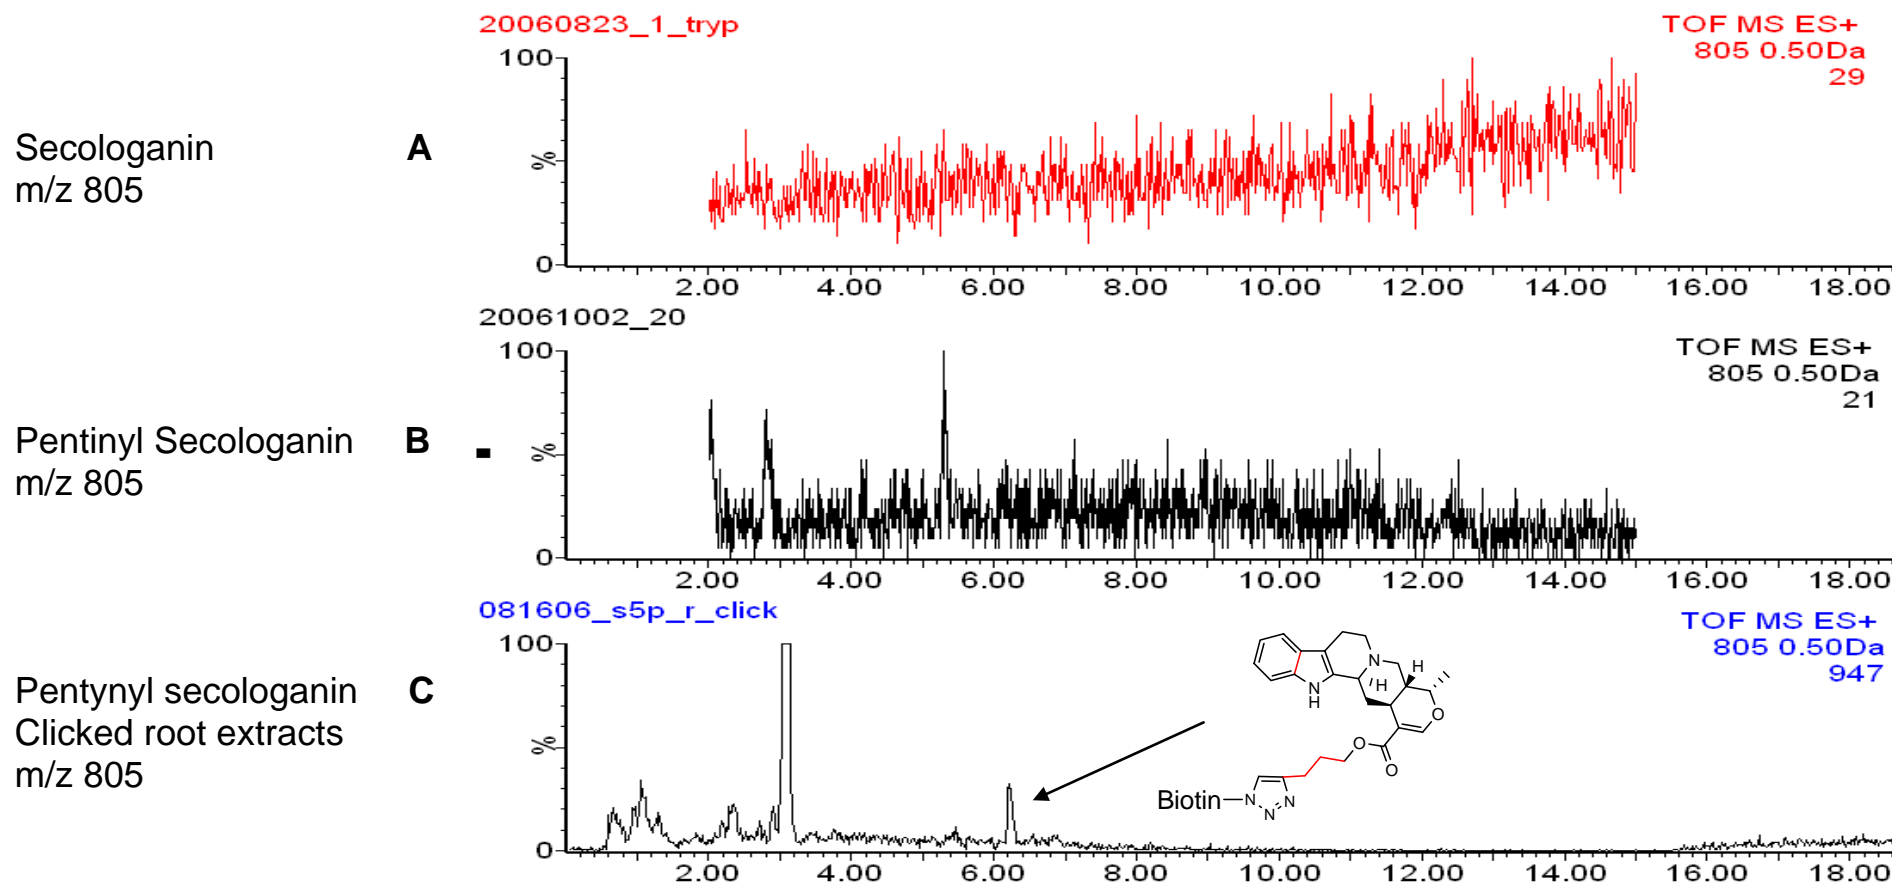 20060823_1_tryp
TOF MS ES+
805 0.50Da
29
Secologanin
m/z 805
A
100
%
0
2.00 4.00 6.00 8.00 10.00 12.00 14.00 16.00 18.00
20061002_20
TOF MS ES+
805 0.50Da
21
Pentinyl Secologanin
m/z 805
B
100
%
0
2.00 4.00 6.00 8.00 10.00 12.00 14.00 16.00 18.00
081606_s5p_r_click
TOF MS ES+
805 0.50Da
947
Pentynyl secologanin
Clicked root extracts
m/z 805
C
100
%
0
N H
N H
H
O
O
O
Biotin N N
N
2.00 4.00 6.00 8.00 10.00 12.00 14.00 16.00 18.00